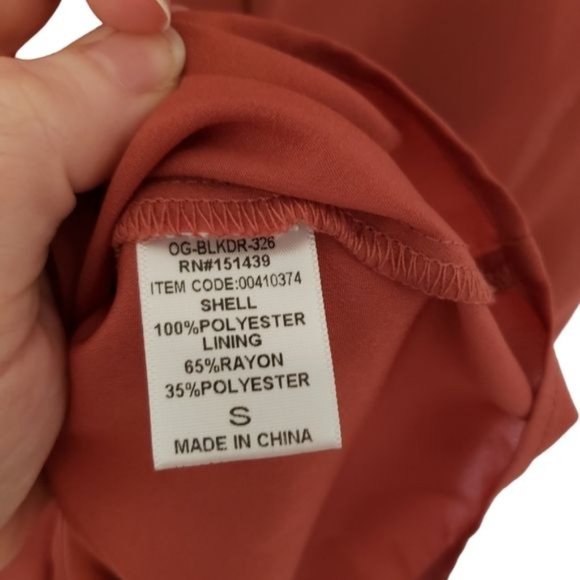 OG-BLKDR-326
RN#151439
ITEM CODE:00410374
SHELL
100%POLYESTER
LINING
65%RAYON
35%POLYESTER
S
MADE IN CHINA